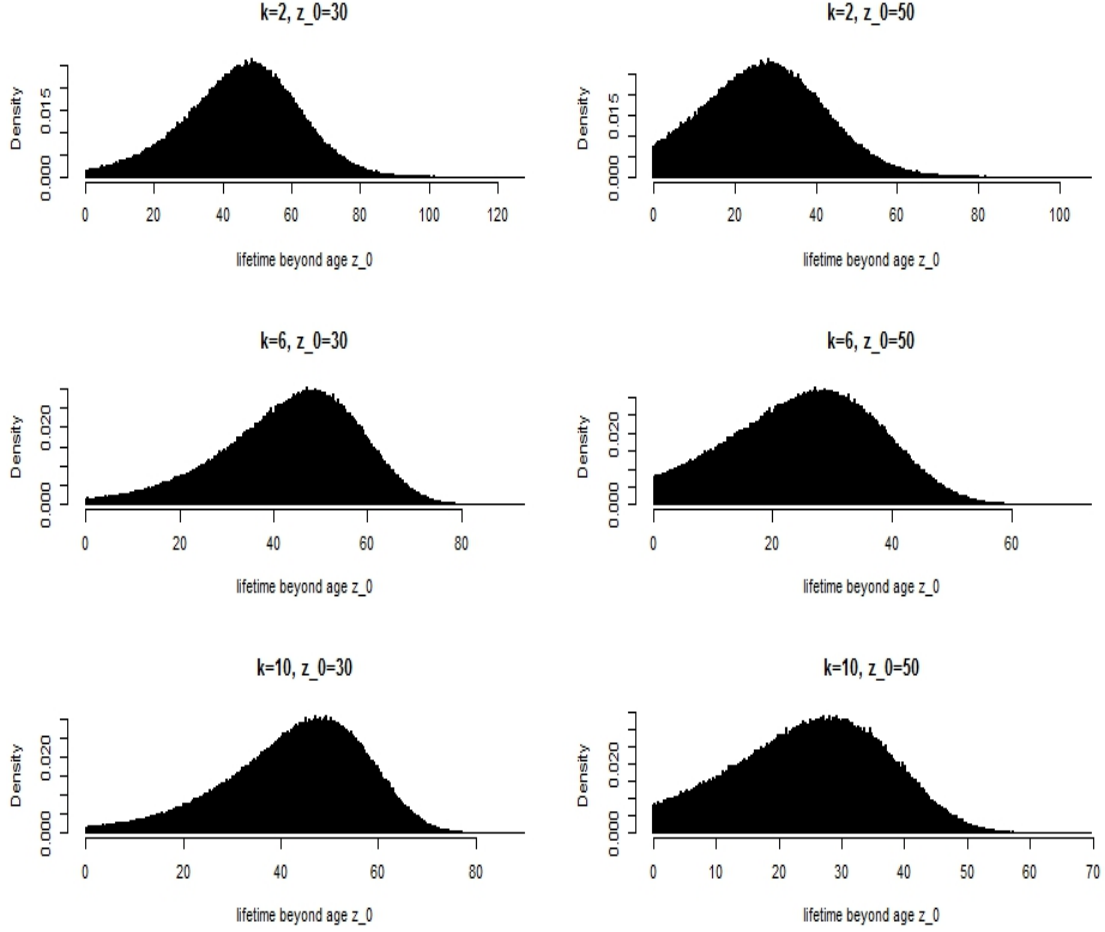 k=2, z_0=30
Density
0.000 0.015
0 20 40 60 80 100 120
lifetime beyond age z_0
k=2, z_0=50
Density
0.000 0.015
0 20 40 60 80 100
lifetime beyond age z_0
k=6, z_0=30
Density
0.000 0.020
0 20 40 60 80
lifetime beyond age z_0
k=6, z_0=50
Density
0.000 0.020
0 20 40 60
lifetime beyond age z_0
k=10, z_0=30
Density
0.000 0.020
0 20 40 60 80
lifetime beyond age z_0
k=10, z_0=50
Density
0.000 0.020
0 10 20 30 40 50 60 70
lifetime beyond age z_0